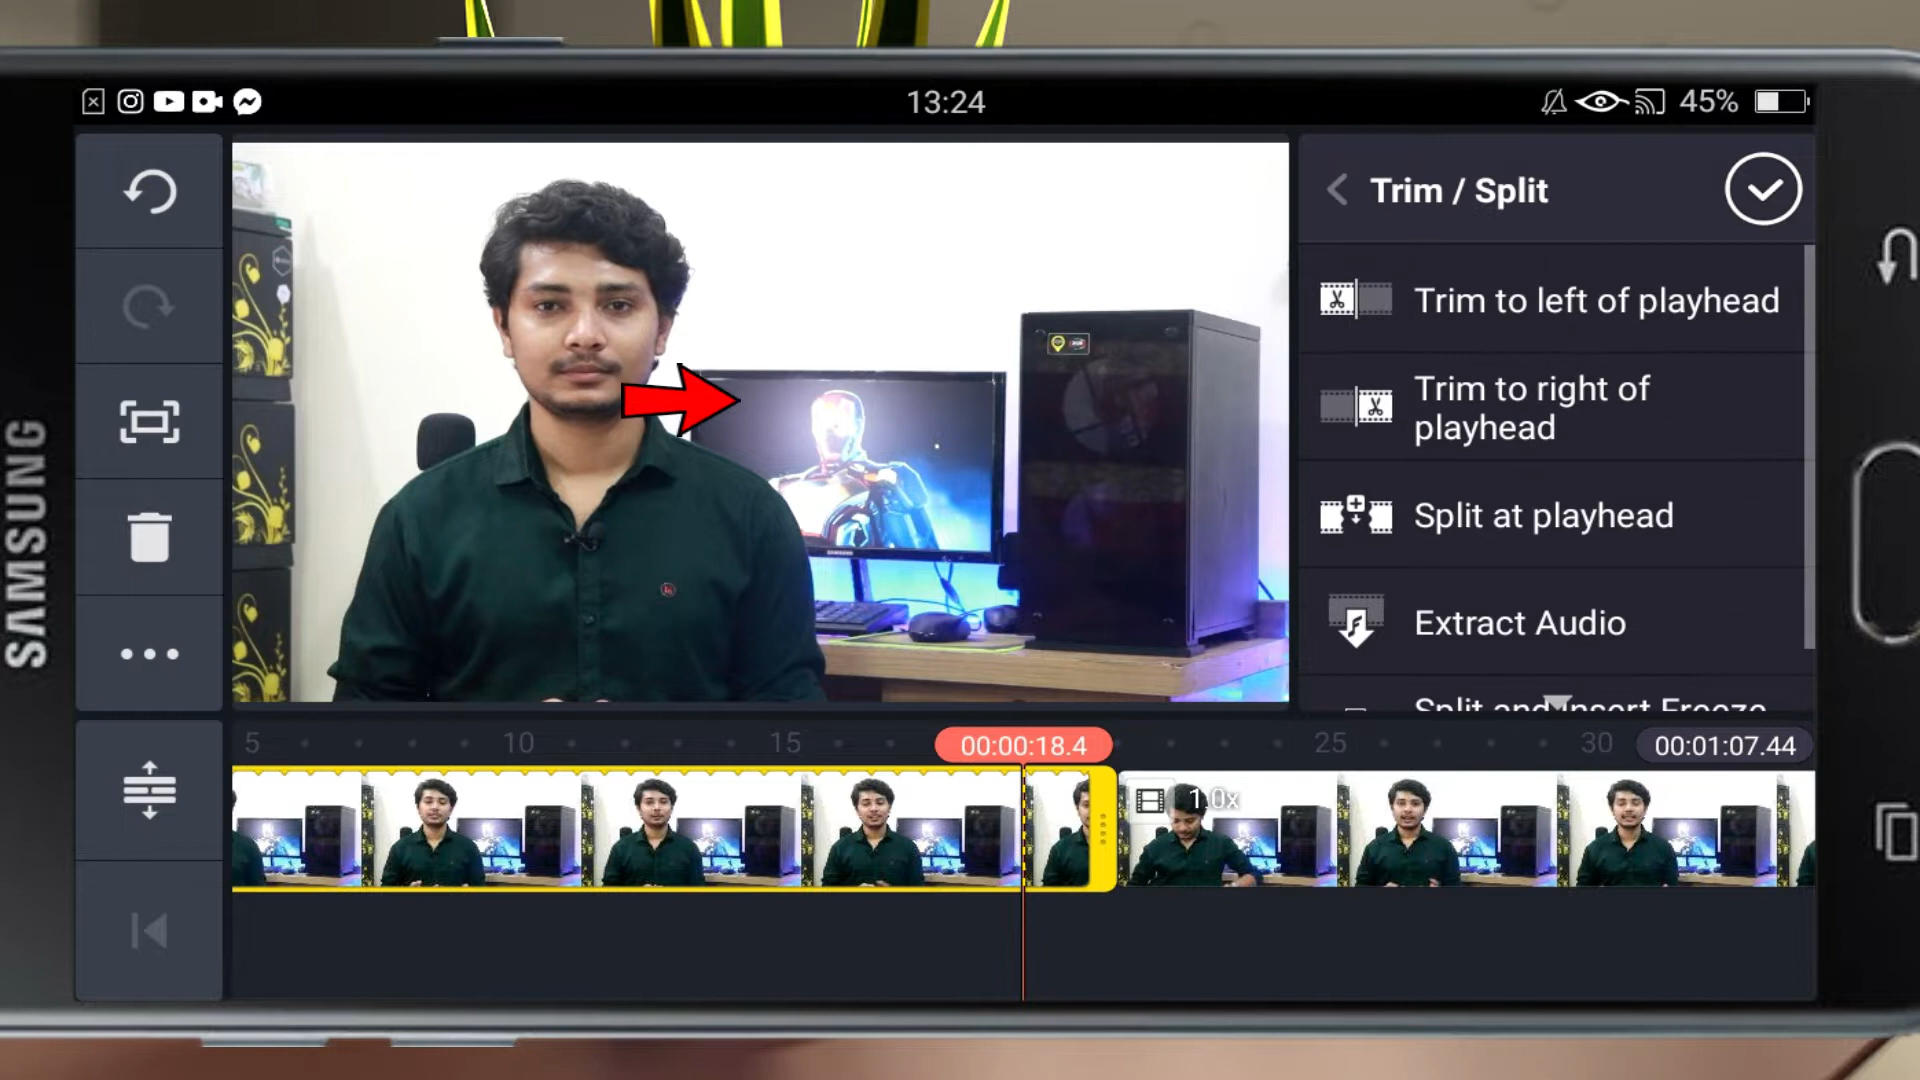 13:24
45%
SAMSUNG
Trim / Split
Trim to left of playhead
Trim to right of
playhead
Split at playhead
Extract Audio
Split and Insert Freeze
5
10
15
00:00:18.4
25
30
00:01:07.44
1.0x
SAMSUNG